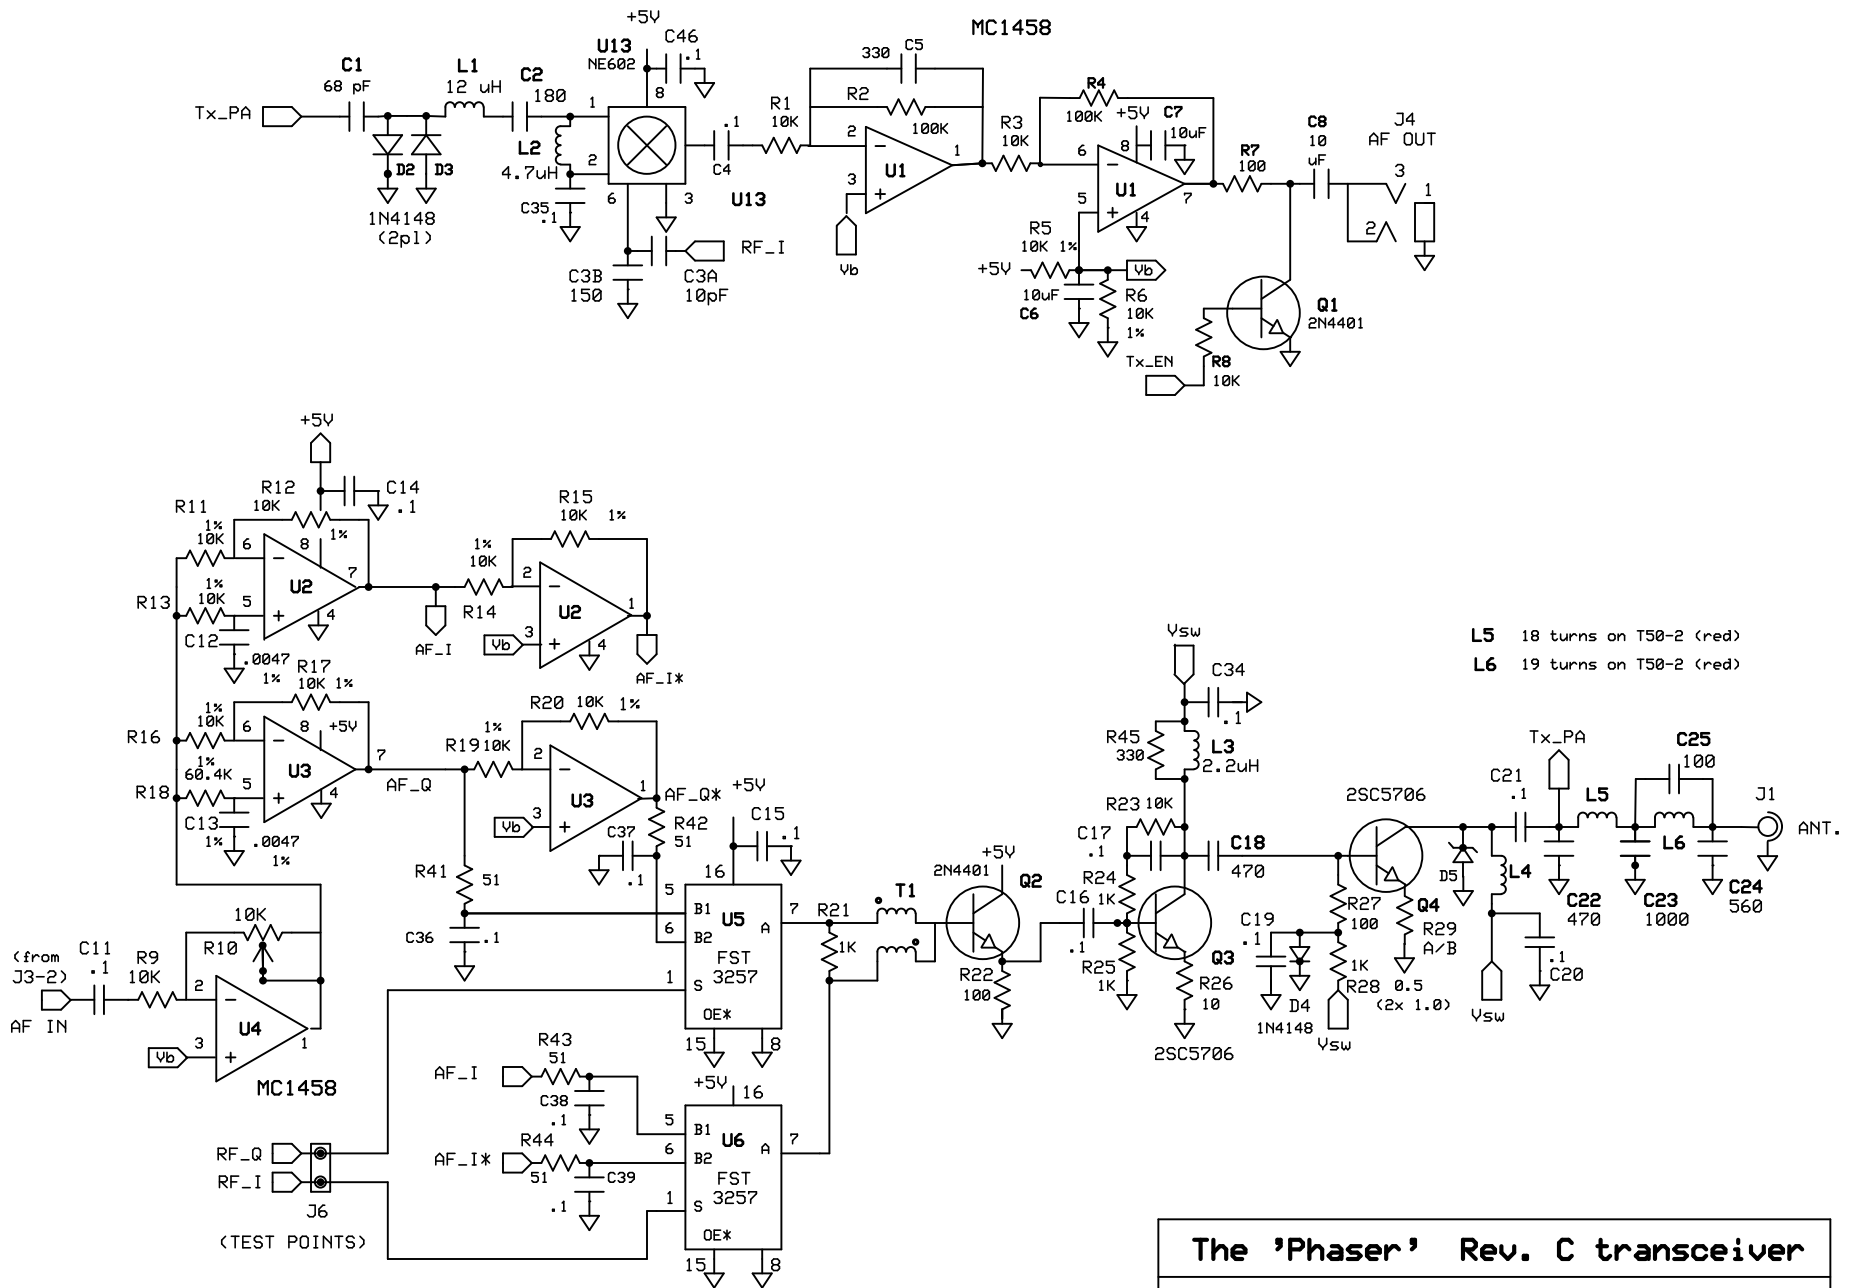 MC1458
+5V
C46
.1
U13
NE602
8
C1
68 pF
L1
12 uH
C2
180
Tx_PA
1
L2
4.7uH
2
C35
.1
6
3
U13
D2
D3
1N4148
(2pl)
C3B
150
C3A
10pF
RF_I
.1
C4
R1
10K
330
C5
R2
100K
2
U1
1
3
Vb
R3
10K
R4
100K
+5V
C7
10uF
8
6
U1
7
5
4
R5
10K 1%
+5V
Vb
10uF
C6
R6
10K
1%
R7
100
C8
10
uF
J4
AF OUT
3
1
2
Q1
2N4401
Tx_EN
R8
10K
+5V
C14
.1
R12
10K
1%
R11
1%
10K
6
8
U2
7
5
4
R13
1%
10K
C12
.0047
1%
AF_I
1%
10K
R14
R15
10K 1%
2
U2
1
3
4
Vb
AF_I*
R17
10K 1%
R16
1%
10K
6
8
+5V
U3
7
5
4
1%
60.4K
R18
C13
1%
.0047
1%
AF_Q
R19
1%
10K
R20 10K 1%
2
U3
1
3
Vb
AF_Q*
R42
51
C37
.1
R41
51
C36
.1
+5V
C15
.1
16
5
B1
U5
6
B2
A
7
FST
3257
1
S
OE*
15
8
10K
R10
(from
J3-2)
C11
.1
R9
10K
2
AF IN
U4
3
1
Vb
MC1458
AF_I
R43
51
C38
.1
AF_I*
R44
51
C39
.1
+5V
16
5
B1
U6
6
B2
A
7
FST
3257
1
S
OE*
15
8
RF_Q
RF_I
J6
(TEST POINTS)
R21
1K
T1
2N4401
+5V
Q2
R22
100
C16
.1
Vsw
C34
.1
R45
330
L3
2.2uH
R23 10K
C17
.1
R24
1K
R25
1K
Q3
R26
10
2SC5706
C18
470
C19
.1
D4
1N4148
R27
100
1K
R28
Vsw
2SC5706
Q4
R29
A/B
0.5
(2x 1.0)
D5
L4
Vsw
.1
C20
C21
.1
Tx_PA
L5
C22
470
C23
1000
C25
100
L6
C24
560
J1
ANT.
L5 18 turns on T50-2 (red)
L6 19 turns on T50-2 (red)
The 'Phaser' Rev. C transceiver